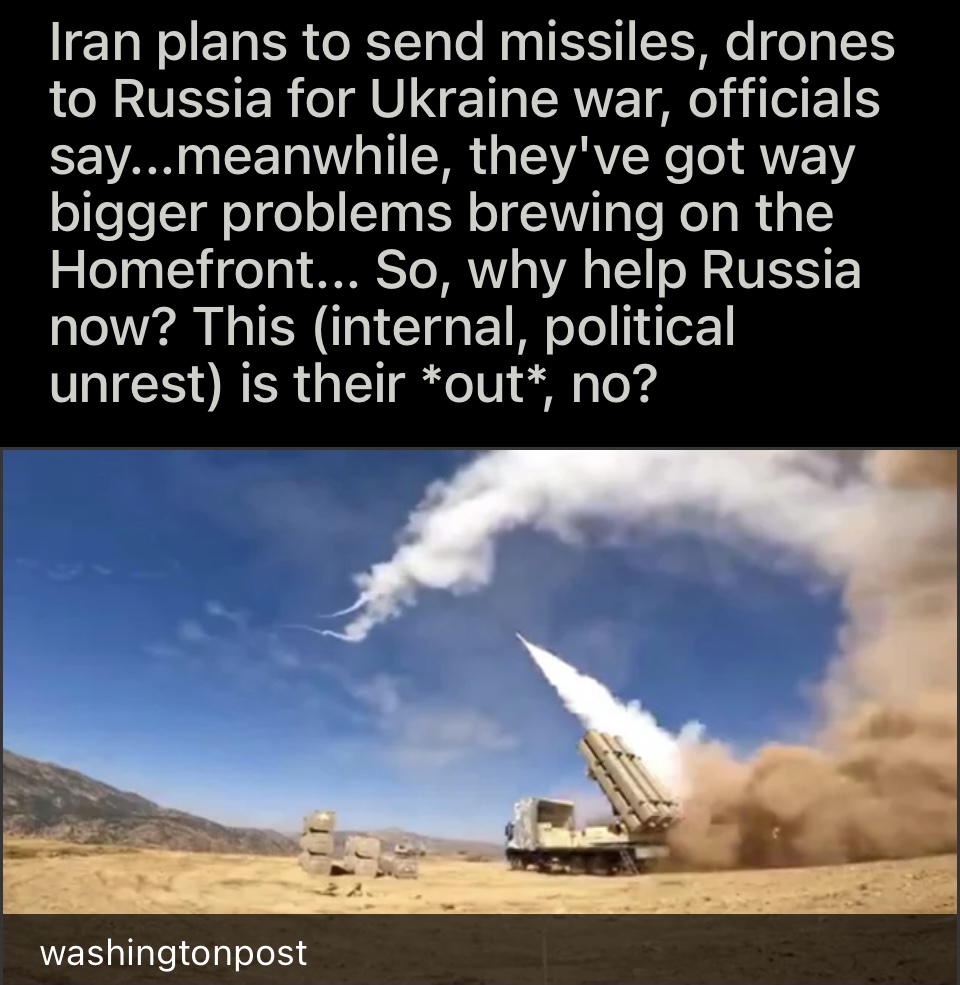 Iran plans to send missiles, drones
to Russia for Ukraine war, officials
say...meanwhile, they've got way
bigger problems brewing on the
Homefront... So, why help Russia
now? This (internal, political
unrest) is their *out*, no?
washingtonpost